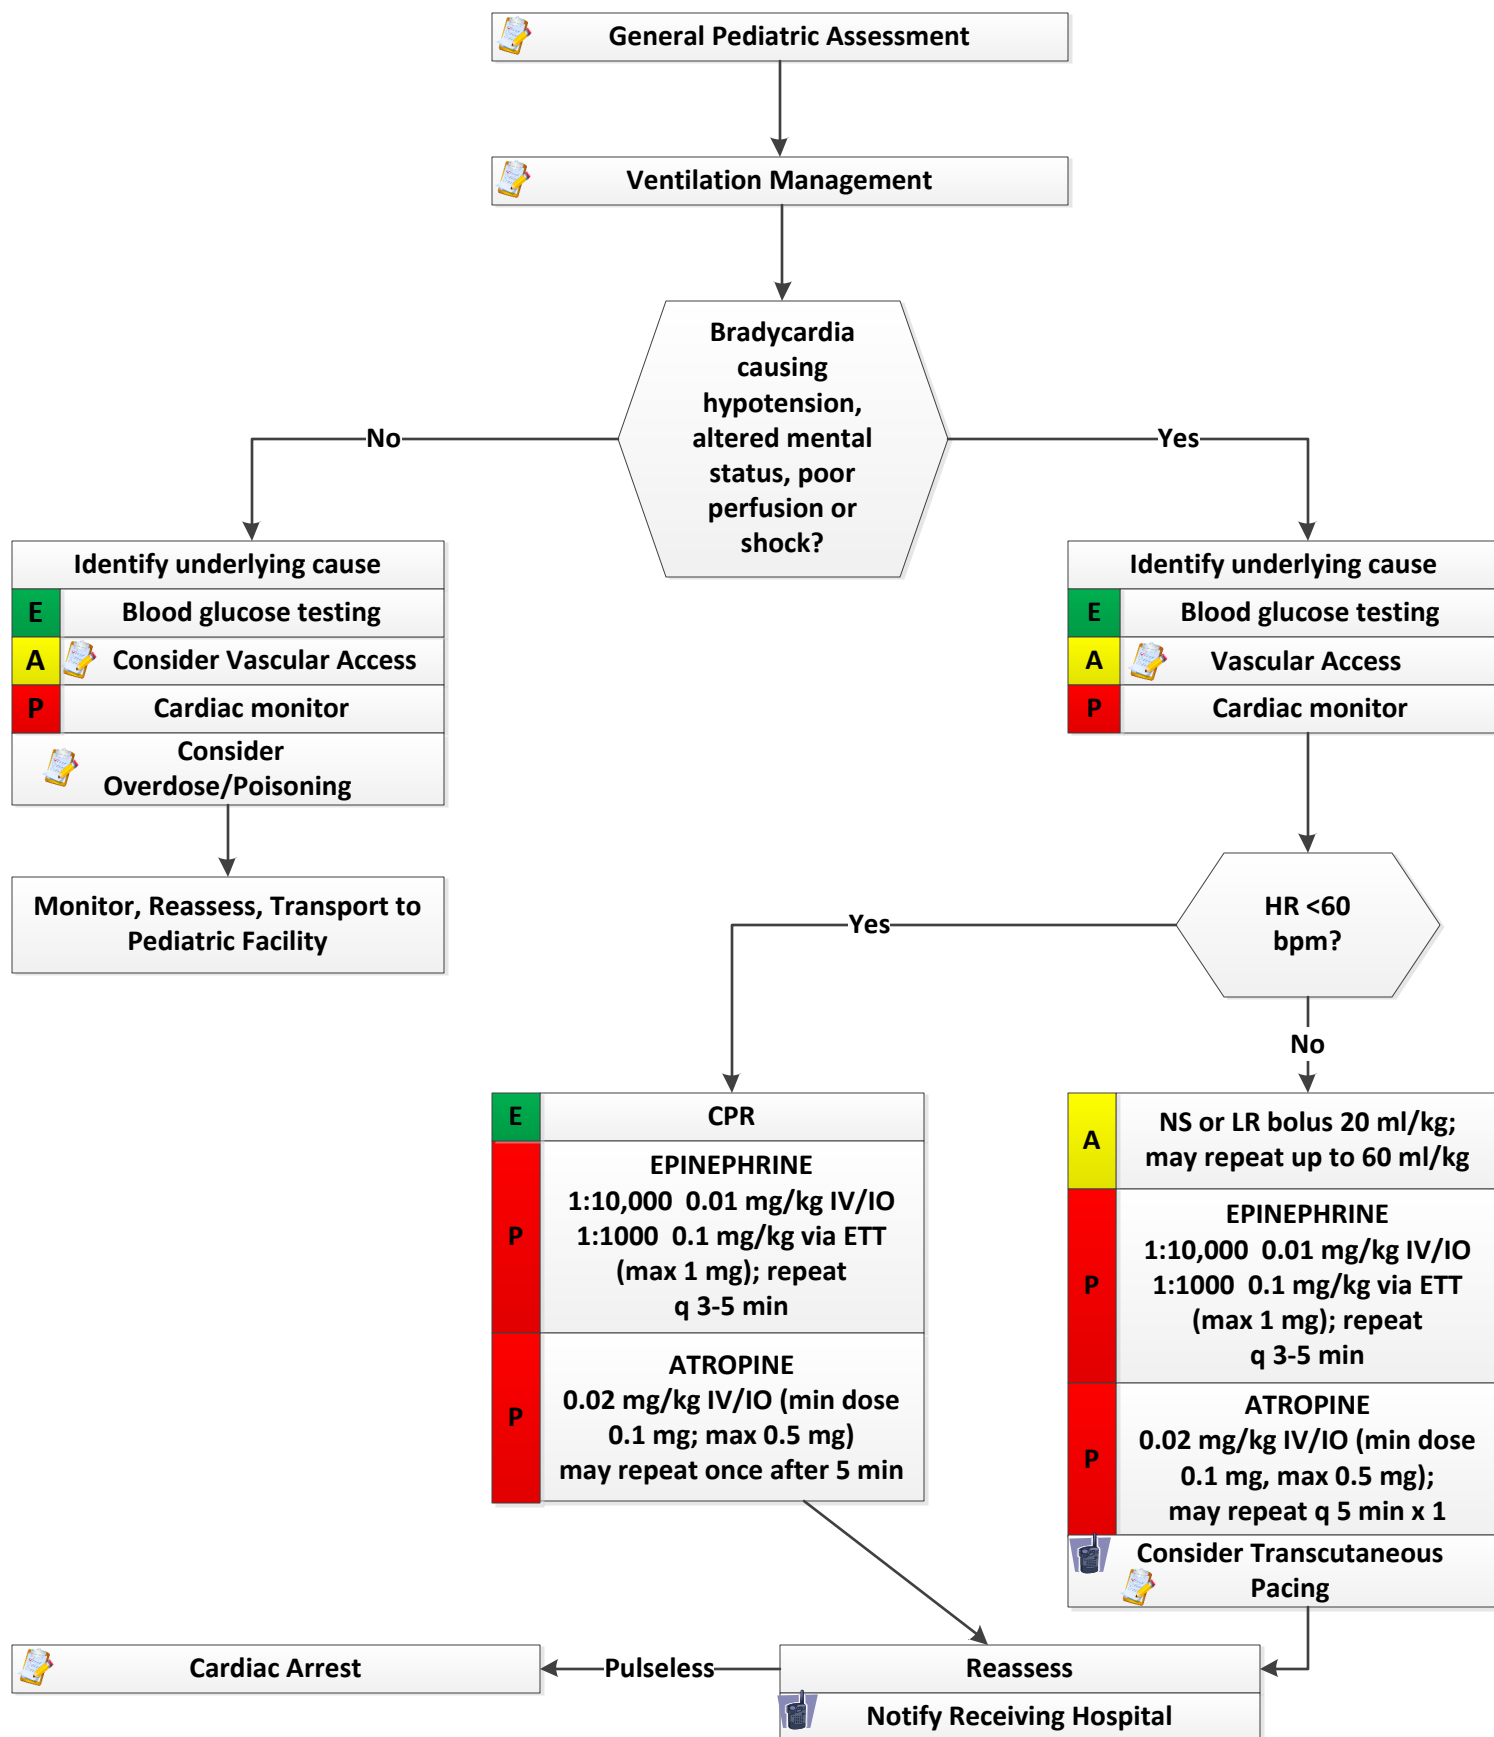 General Pediatric Assessment
Ventilation Management
Bradycardia
causing
hypotension,
altered mental
status, poor
perfusion or
shock?
No
Yes
Identify underlying cause
E Blood glucose testing
A Consider Vascular Access
P Cardiac monitor
Consider
Overdose/Poisoning
Monitor, Reassess, Transport to
Pediatric Facility
Identify underlying cause
E Blood glucose testing
A Vascular Access
P Cardiac monitor
HR <60
bpm?
Yes
No
E CPR
P
EPINEPHRINE
1:10,000 0.01 mg/kg IV/IO
1:1000 0.1 mg/kg via ETT
(max 1 mg); repeat
q 3-5 min
P
ATROPINE
0.02 mg/kg IV/IO (min dose
0.1 mg; max 0.5 mg)
may repeat once after 5 min
A
NS or LR bolus 20 ml/kg;
may repeat up to 60 ml/kg
P
EPINEPHRINE
1:10,000 0.01 mg/kg IV/IO
1:1000 0.1 mg/kg via ETT
(max 1 mg); repeat
q 3-5 min
P
ATROPINE
0.02 mg/kg IV/IO (min dose
0.1 mg, max 0.5 mg);
may repeat q 5 min x 1
Consider Transcutaneous
Pacing
Cardiac Arrest
Pulseless
Reassess
Notify Receiving Hospital